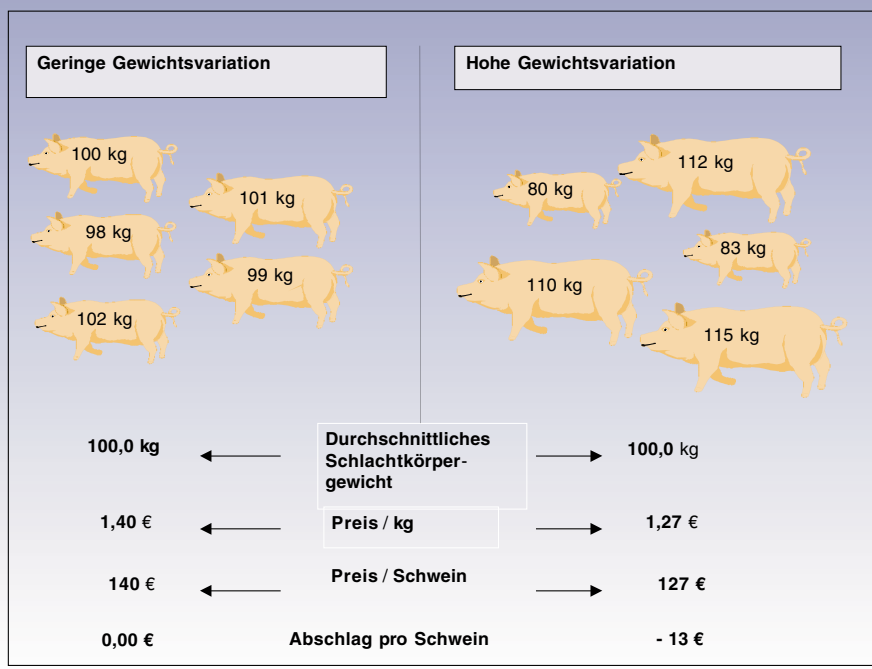 Geringe Gewichtsvariation
Hohe Gewichtsvariation
100 kg
101 kg
98 kg
99 kg
102 kg
112 kg
80 kg
83 kg
110 kg
115 kg
100,0 kg
Durchschnittliches
Schlachtkörper-
gewicht
100,0 kg
1,40 €
Preis / kg
1,27 €
140 €
Preis / Schwein
127 €
0,00 €
Abschlag pro Schwein
- 13 €